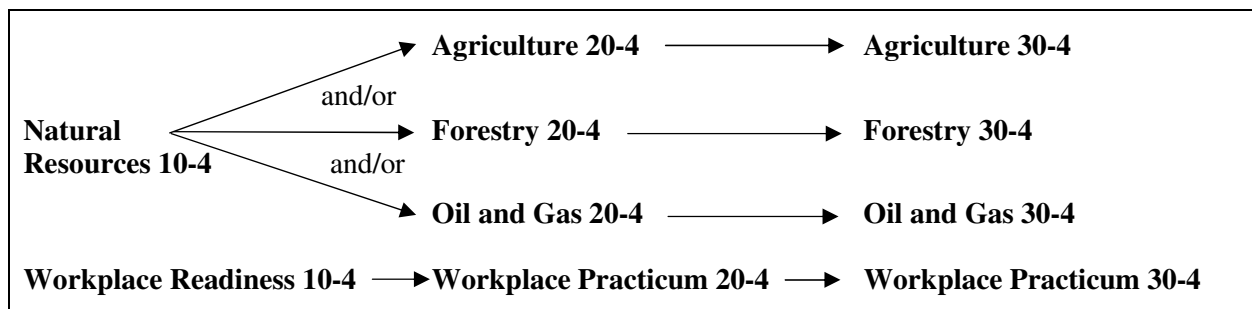 Agriculture 20-4 Agriculture 30-4
and/or
Natural Forestry 20-4 Forestry 30-4
Resources 10-4 and/or
Oil and Gas 20-4 Oil and Gas 30-4
Workplace Readiness 10-4 Workplace Practicum 20-4 Workplace Practicum 30-4